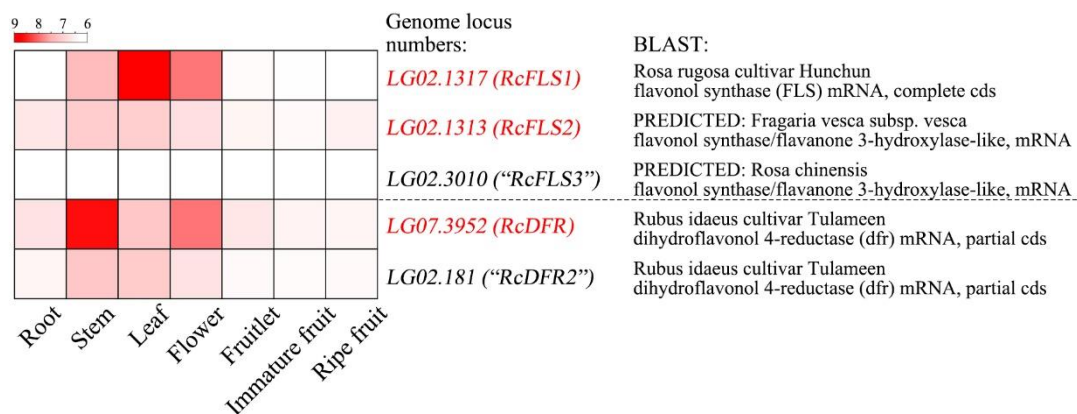 9 8 7 6
Genome locus
numbers:
BLAST:
LG02.1317 (RcFLS1)
Rosa rugosa cultivar Hunchun
flavonol synthase (FLS) mRNA, complete cds
LG02.1313 (RcFLS2)
PREDICTED: Fragaria vesca subsp. vesca
flavonol synthase/flavanone 3-hydroxylase-like, mRNA
LG02.3010 (“RcFLS3”)
PREDICTED: Rosa chinensis
flavonol synthase/flavanone 3-hydroxylase-like, mRNA
LG07.3952 (RcDFR)
Rubus idaeus cultivar Tulameen
dihydroflavonol 4-reductase (dfr) mRNA, partial cds
LG02.181 (“RcDFR2”)
Rubus idaeus cultivar Tulameen
dihydroflavonol 4-reductase (dfr) mRNA, partial cds
Root
Stem
Leaf
Flower
Fruitlet
Immature fruit
Ripe fruit